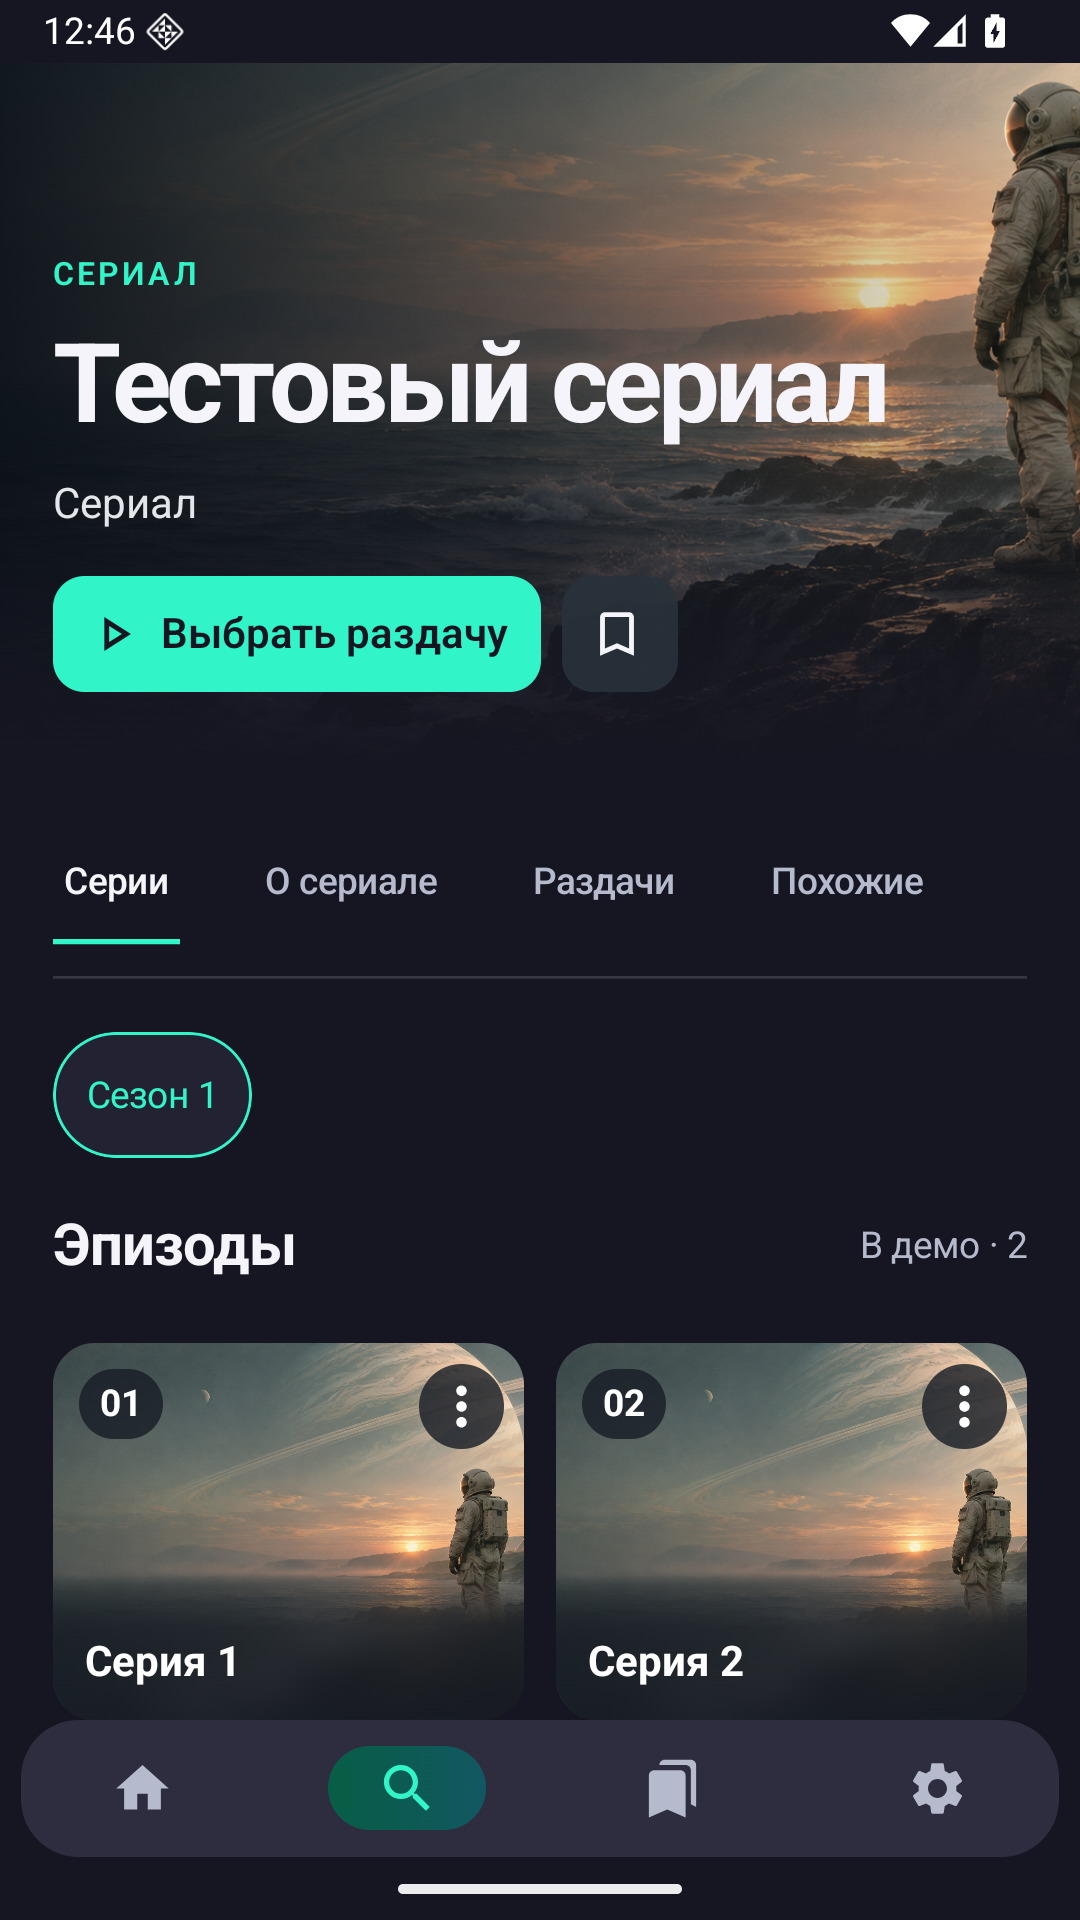 12:46
СЕРИАЛ
Тестовый сериал
Сериал
Выбрать раздачу
Серии
О сериале
Раздачи
Похожие
Сезон 1
Эпизоды
В демо · 2
01
02
Серия 1
Серия 2